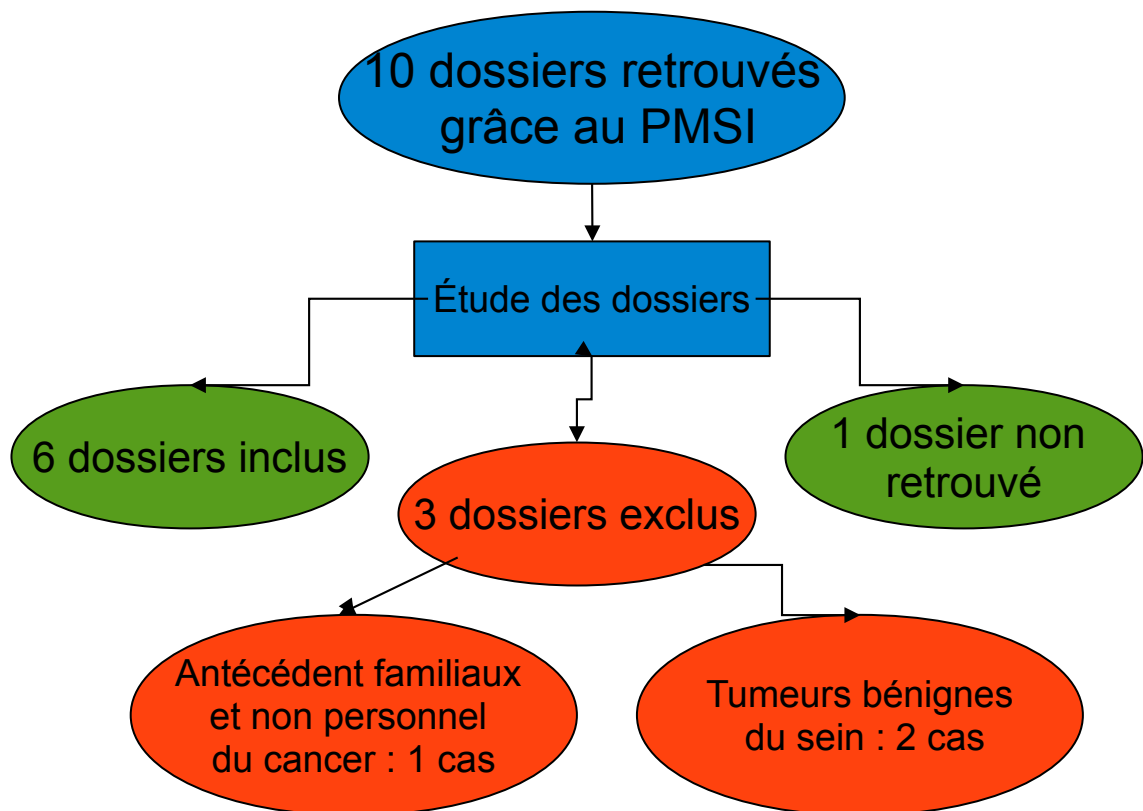 10 dossiers retrouvés
grâce au PMSI
Étude des dossiers
6 dossiers inclus
1 dossier non
retrouvé
3 dossiers exclus
Antécédent familiaux
et non personnel
du cancer : 1 cas
Tumeurs bénignes
du sein : 2 cas